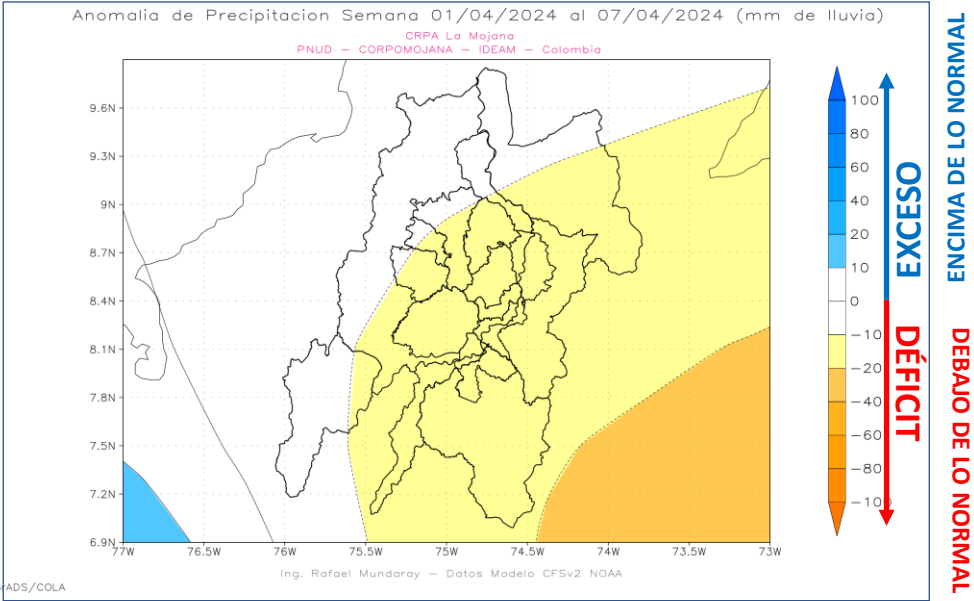 Anomalia de Precipitacion Semana 01/04/2024 al 07/04/2024 (mm de lluvia)
CRPA La Mojana
PNUD – CORPOMOJANA – IDEAM – Colombia
9.6N
9.3N
9N
8.7N
8.4N
8.1N
7.8N
7.5N
7.2N
6.9N
77W
76.5W
76W
75.5W
75W
74.5W
74W
73.5W
73W
100
80
60
40
20
10
0
−10
−20
−40
−60
−80
−100
EXCESO
DÉFICIT
ENCIMA DE LO NORMAL
DEBAJO DE LO NORMAL
Ing. Rafael Mundaray – Datos Modelo CFSv2 NOAA
rADS/COLA